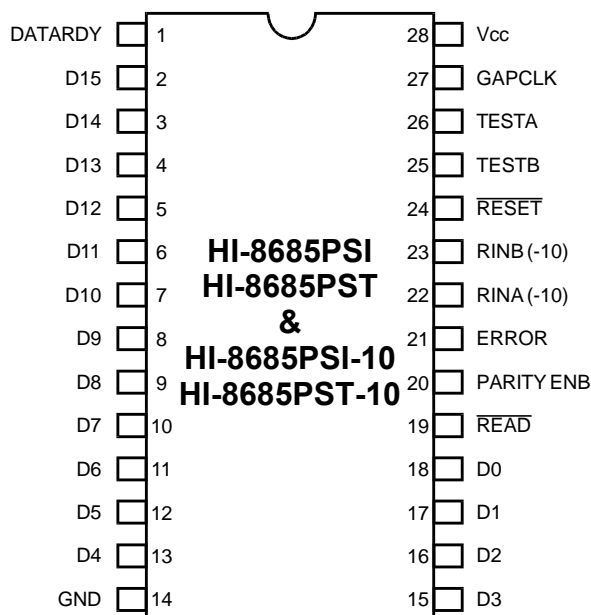 DATARDY 1 28 Vcc
D15 2 27 GAPCLK
D14 3 26 TESTA
D13 4 25 TESTB
D12 5 24 RESET
D11 6 23 RINB (-10)
D10 7 22 RINA (-10)
D9 8 21 ERROR
D8 9 20 PARITY ENB
D7 10 19 READ
D6 11 18 D0
D5 12 17 D1
D4 13 16 D2
GND 14 15 D3
HI-8685PSI
HI-8685PST
&
HI-8685PSI-10
HI-8685PST-10